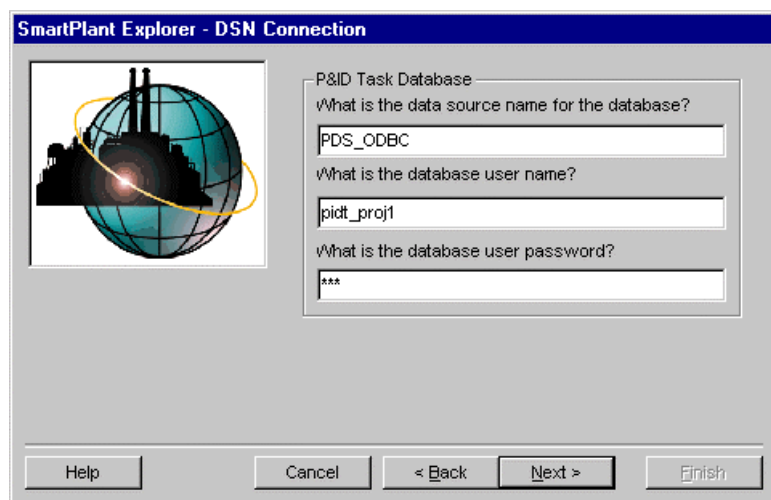 SmartPlant Explorer - DSN Connection
P&ID Task Database
What is the data source name for the database?
PDS_ODBC
What is the database user name?
pidt_proj1
What is the database user password?
***
Help
Cancel
< Back
Next >
Finish